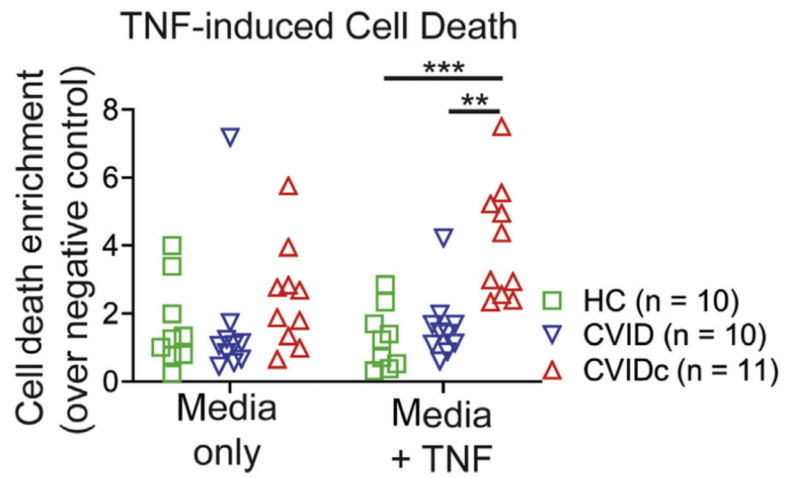 TNF-induced Cell Death
Cell death enrichment
(over negative control)
***
**
8
6
4
2
0
Media
only
Media
+ TNF
HC (n = 10)
CVID (n = 10)
CVIDc (n = 11)